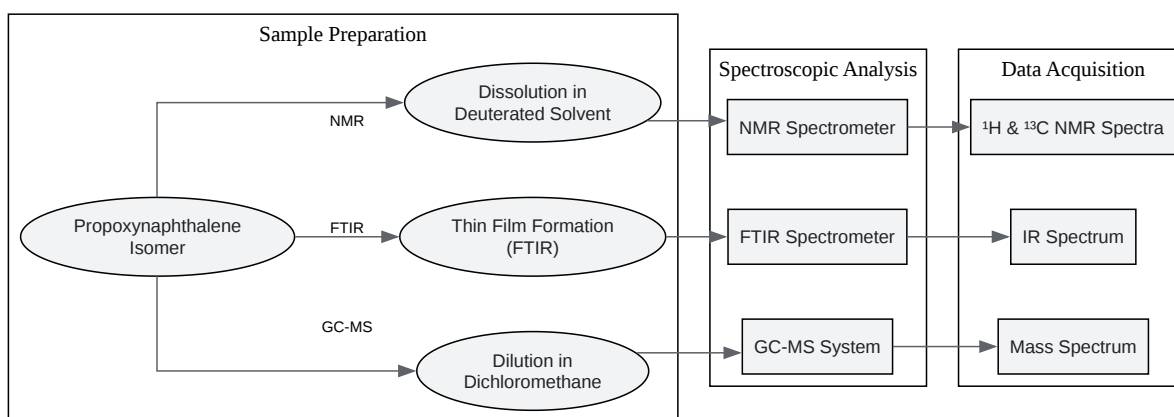 Sample Preparation
Spectroscopic Analysis
Data Acquisition
Dissolution in
Deuterated Solvent
NMR
NMR Spectrometer
¹H & ¹³C NMR Spectra
Propoxynaphthalene
Isomer
FTIR
Thin Film Formation
(FTIR)
FTIR Spectrometer
IR Spectrum
GC-MS
Dilution in
Dichloromethane
GC-MS System
Mass Spectrum